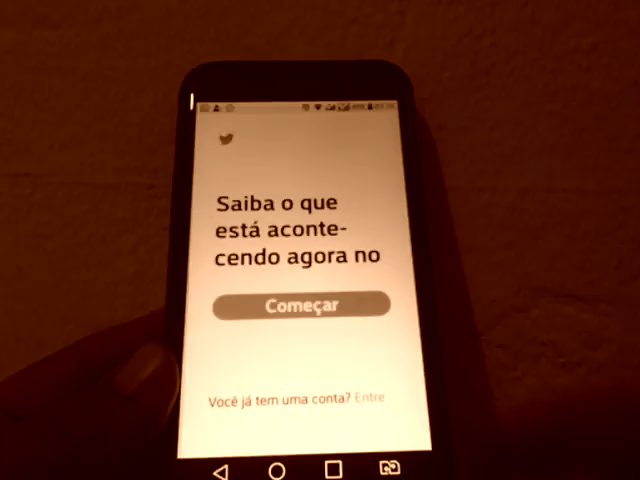 Saiba o que
está aconte-
cendo agora no
Começar
Você já tem uma conta? Entre